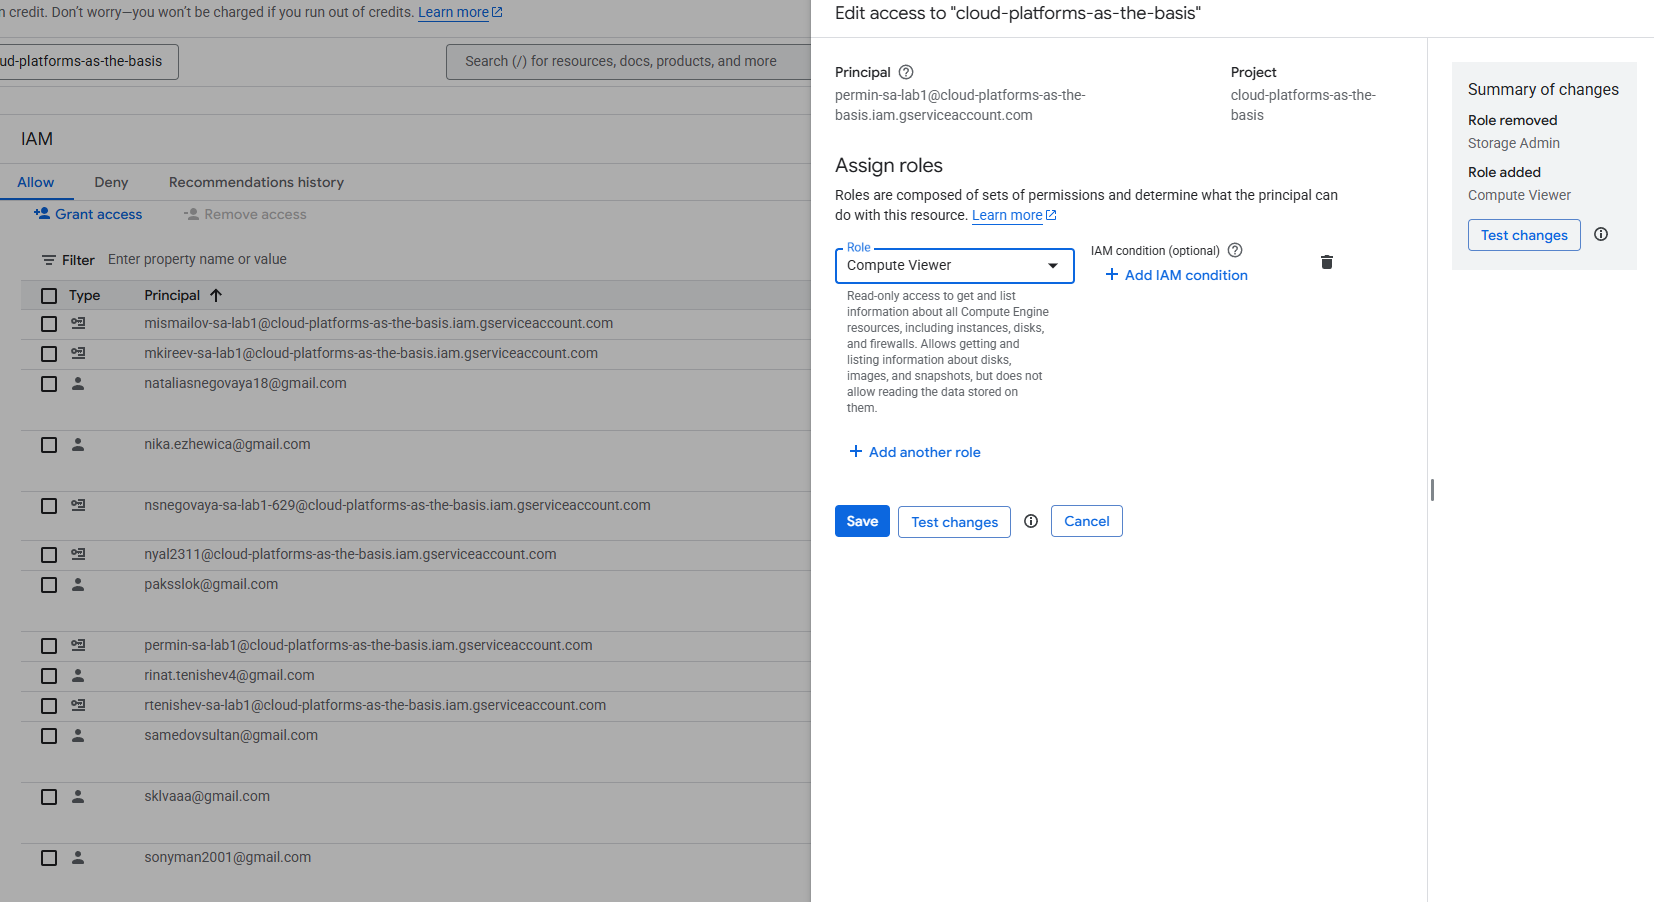 n credit. Don't worry—you won't be charged if you run out of credits. Learn more
ud-platforms-as-the-basis
Search (/) for resources, docs, products, and more
IAM
Allow
Deny
Recommendations history
Grant access
Remove access
Filter
Enter property name or value
Type
Principal
mismailov-sa-lab1@cloud-platforms-as-the-basis.iam.gserviceaccount.com
mkireev-sa-lab1@cloud-platforms-as-the-basis.iam.gserviceaccount.com
nataliasnegovaya18@gmail.com
nika.ezhewica@gmail.com
nsnegovaya-sa-lab1-629@cloud-platforms-as-the-basis.iam.gserviceaccount.com
nyal2311@cloud-platforms-as-the-basis.iam.gserviceaccount.com
paksslok@gmail.com
permin-sa-lab1@cloud-platforms-as-the-basis.iam.gserviceaccount.com
rinat.tenishev4@gmail.com
rtenishev-sa-lab1@cloud-platforms-as-the-basis.iam.gserviceaccount.com
samedovsultan@gmail.com
sklvaaa@gmail.com
sonyman2001@gmail.com
Edit access to "cloud-platforms-as-the-basis"
Principal
permin-sa-lab1@cloud-platforms-as-the-
basis.iam.gserviceaccount.com
Project
cloud-platforms-as-the-
basis
Assign roles
Roles are composed of sets of permissions and determine what the principal can
do with this resource. Learn more
Role
Compute Viewer
IAM condition (optional)
Add IAM condition
Read-only access to get and list
information about all Compute Engine
resources, including instances, disks,
and firewalls. Allows getting and
listing information about disks,
images, and snapshots, but does not
allow reading the data stored on
them.
Add another role
Save
Test changes
Cancel
Summary of changes
Role removed
Storage Admin
Role added
Compute Viewer
Test changes